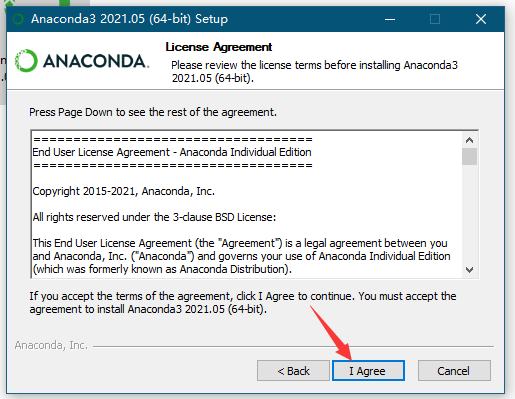 Anaconda3 2021.05 (64-bit) Setup
ANACONDA.
License Agreement
Please review the license terms before installing Anaconda3
2021.05 (64-bit).
Press Page Down to see the rest of the agreement.
===================================
End User License Agreement - Anaconda Individual Edition
===================================
Copyright 2015-2021, Anaconda, Inc.
All rights reserved under the 3-clause BSD License:
This End User License Agreement (the "Agreement") is a legal agreement between you
and Anaconda, Inc. ("Anaconda") and governs your use of Anaconda Individual Edition
(which was formerly known as Anaconda Distribution).
If you accept the terms of the agreement, click I Agree to continue. You must accept the
agreement to install Anaconda3 2021.05 (64-bit).
Anaconda, Inc.
< Back
I Agree
Cancel